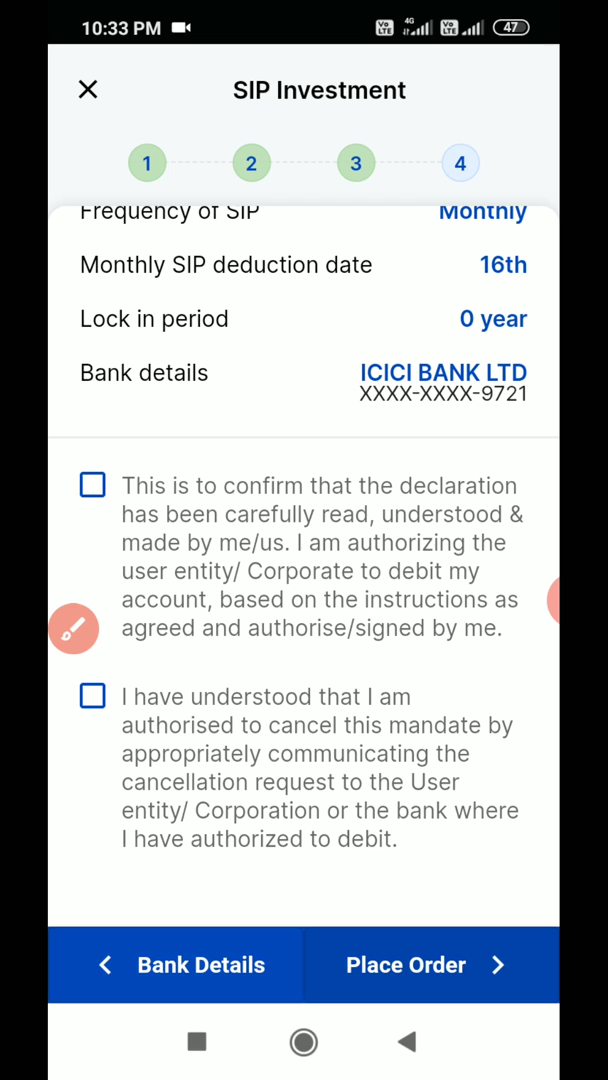 10:33 PM
Vo LTE 4G Vo LTE 47
SIP Investment
1 2 3 4
Frequency of SIP Monthly
Monthly SIP deduction date 16th
Lock in period 0 year
Bank details ICICI BANK LTD
XXXX-XXXX-9721
This is to confirm that the declaration
has been carefully read, understood &
made by me/us. I am authorizing the
user entity/ Corporate to debit my
account, based on the instructions as
agreed and authorise/signed by me.
I have understood that I am
authorised to cancel this mandate by
appropriately communicating the
cancellation request to the User
entity/ Corporation or the bank where
I have authorized to debit.
Bank Details Place Order